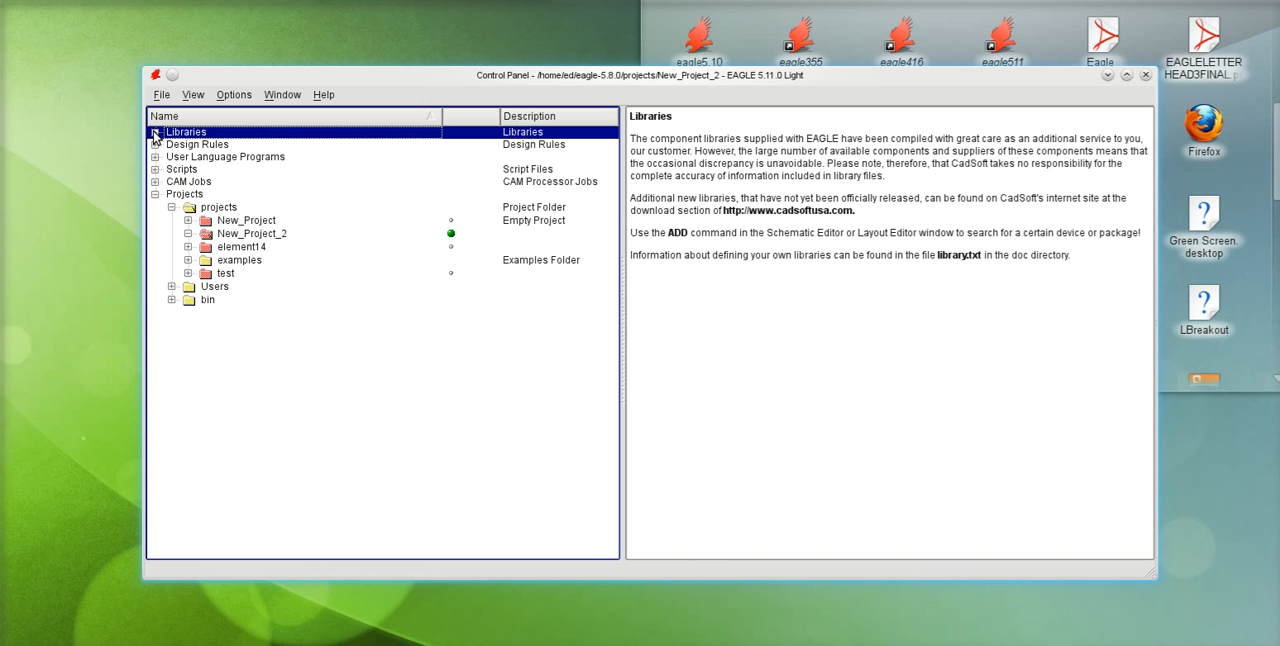 eagle5.10
eagle355
eagle416
eagle511
Eagle
EAGLELETTER
HEAD3FINAL.p
Control Panel - /home/ed/eagle-5.8.0/projects/New_Project_2 - EAGLE 5.11.0 Light
File View Options Window Help
Name Description
Libraries Libraries
Design Rules Design Rules
User Language Programs
Scripts Script Files
CAM Jobs CAM Processor Jobs
Projects
projects Project Folder
New_Project Empty Project
New_Project_2
element14
examples Examples Folder
test
Users
bin
Libraries
The component libraries supplied with EAGLE have been compiled with great care as an additional service to you,
our customer. However, the large number of available components and suppliers of these components means that
the occasional discrepancy is unavoidable. Please note, therefore, that CadSoft takes no responsibility for the
complete accuracy of information included in library files.
Additional new libraries, that have not yet been officially released, can be found on CadSoft's internet site at the
download section of http://www.cadsoftusa.com.
Use the ADD command in the Schematic Editor or Layout Editor window to search for a certain device or package!
Information about defining your own libraries can be found in the file library.txt in the doc directory.
Firefox
Green Screen.
desktop
LBreakout